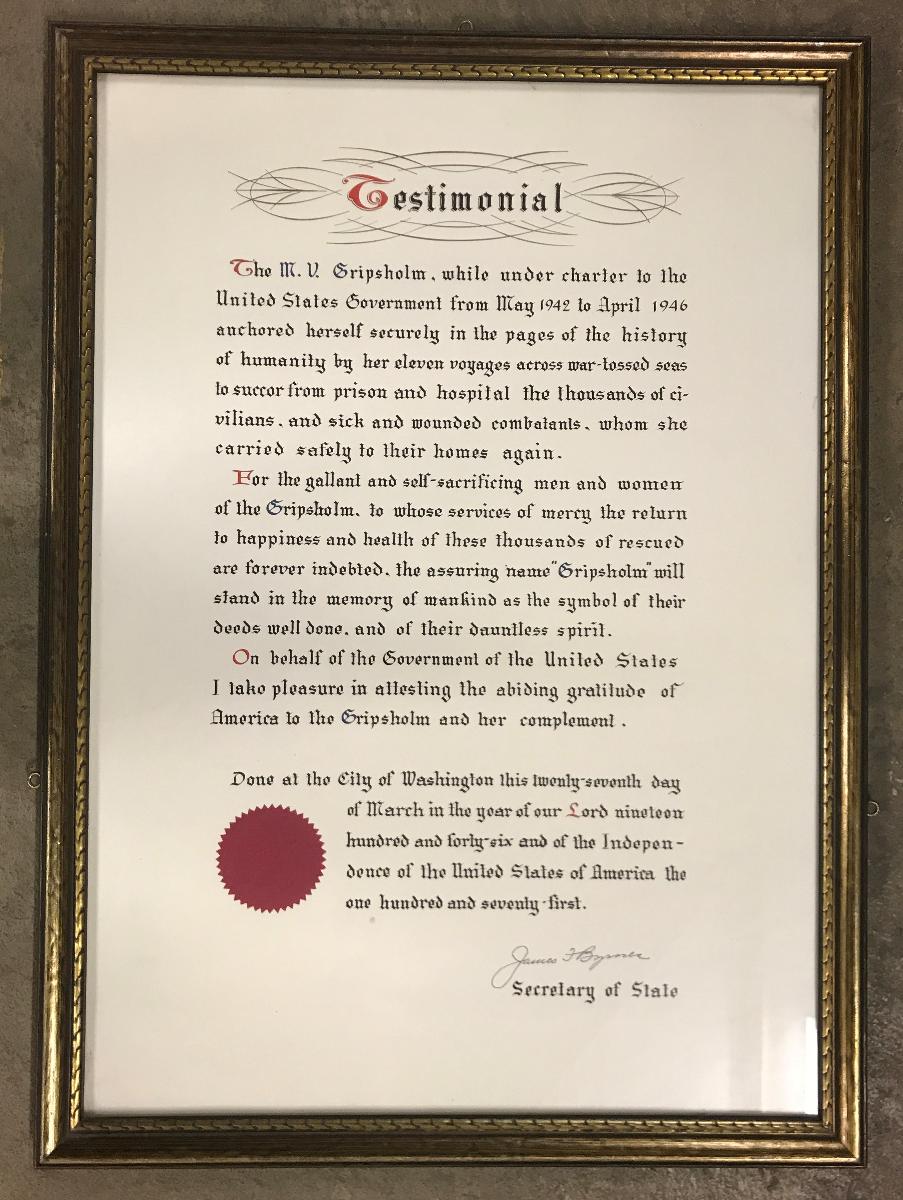 Testimonial
The M. V. Gripsholm, while under charter to the
United States Government from May 1942 to April 1946
anchored herself securely in the pages of the history
of humanity by her eleven voyages across war-tossed seas
to succor from prison and hospital the thousands of ci-
vilians, and sick and wounded combatants, whom she
carried safely to their homes again.
For the gallant and self-sacrificing men and women
of the Gripsholm, to whose services of mercy the return
to happiness and health of these thousands of rescued
are forever indebted, the assuring name "Gripsholm" will
stand in the memory of mankind as the symbol of their
deeds well done, and of their dauntless spirit.
On behalf of the Government of the United States
I take pleasure in attesting the abiding gratitude of
America to the Gripsholm and her complement.
Done at the City of Washington this twenty-seventh day
of March in the year of our Lord nineteen
hundred and forty-six and of the Indepen-
dence of the United States of America the
one hundred and seventy-first.
James F Byrnes
Secretary of State